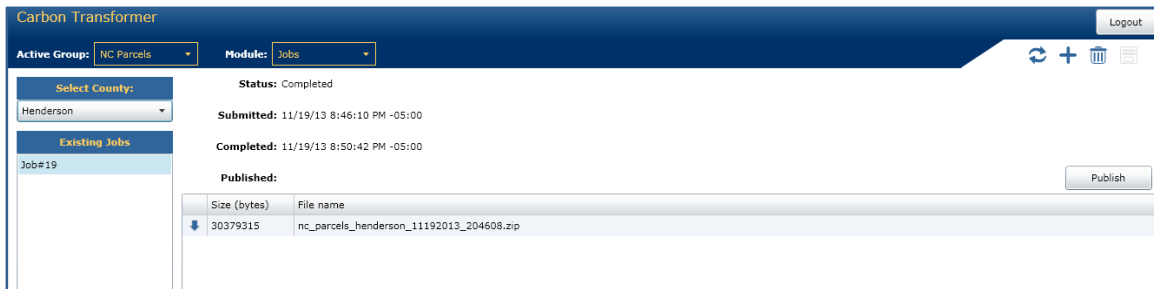 Carbon Transformer
Logout
Active Group: NC Parcels Module: Jobs
Select County:
Henderson
Existing Jobs
Job#19
Status: Completed
Submitted: 11/19/13 8:46:10 PM -05:00
Completed: 11/19/13 8:50:42 PM -05:00
Published:
Publish
Size (bytes) File name
30379315 nc_parcels_henderson_11192013_204608.zip